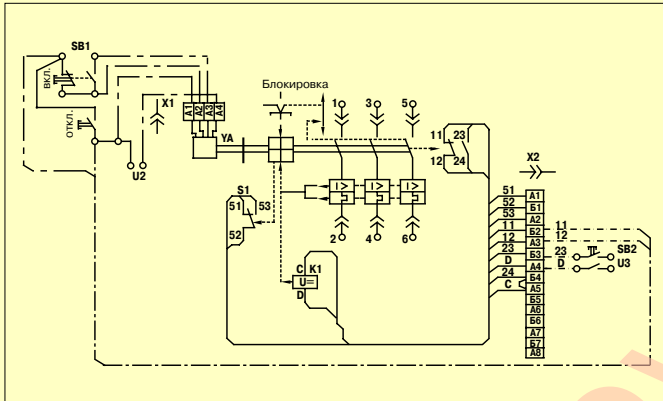 SB1
ВКЛ.
ОТКЛ.
X1
A1
A2
A3
A4
YA
U2
Блокировка
1
3
5
11
23
12
24
I>
I>
I>
2
4
6
S1
51
53
52
C
K1
U=
D
X2
51
A1
52
Б1
53
A2
11
Б2
11
12
A3
12
23
Б3
23
SB2
D
A4
D
U3
24
Б4
C
A5
Б5
A6
Б6
A7
Б7
A8